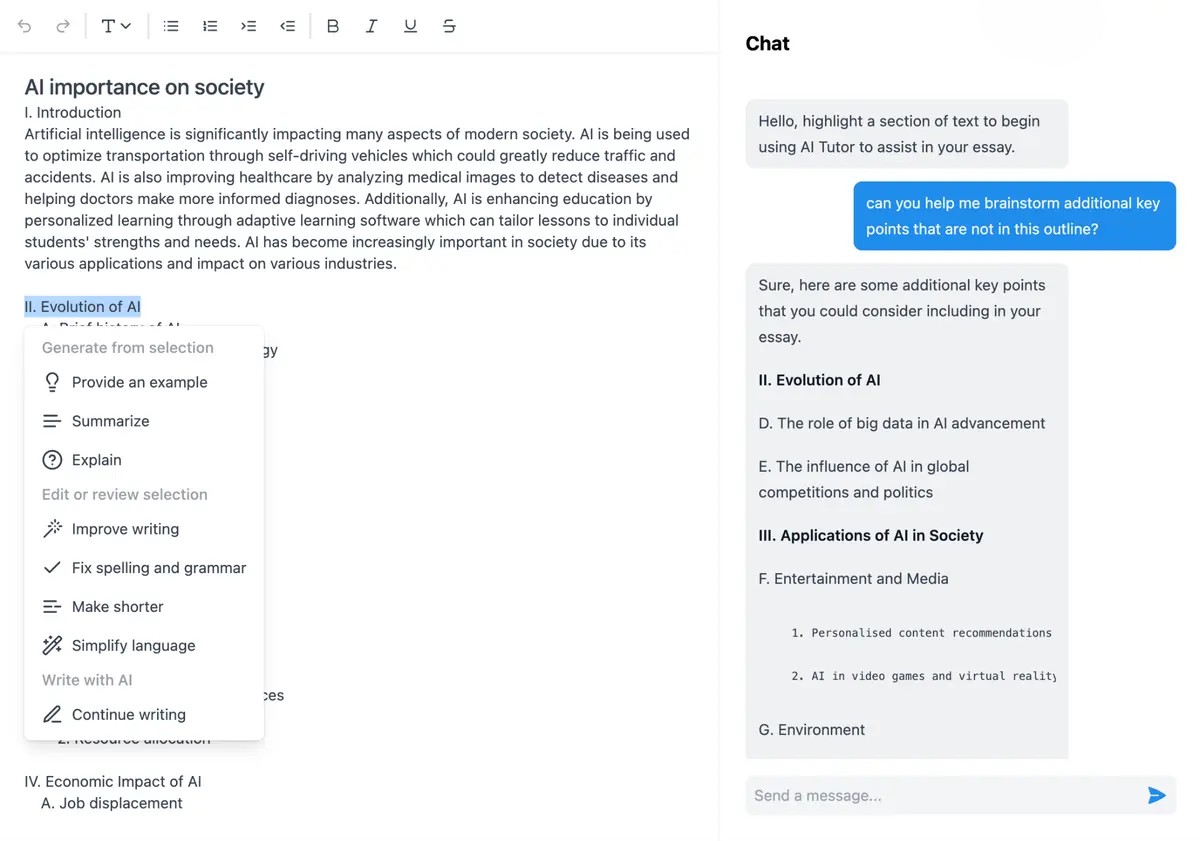 AI importance on society
I. Introduction
Artificial intelligence is significantly impacting many aspects of modern society. AI is being used
to optimize transportation through self-driving vehicles which could greatly reduce traffic and
accidents. AI is also improving healthcare by analyzing medical images to detect diseases and
helping doctors make more informed diagnoses. Additionally, AI is enhancing education by
personalized learning through adaptive learning software which can tailor lessons to individual
students' strengths and needs. AI has become increasingly important in society due to its
various applications and impact on various industries.
II. Evolution of AI
A. Brief history of AI
gy
Generate from selection
Provide an example
Summarize
Explain
Edit or review selection
Improve writing
Fix spelling and grammar
Make shorter
Simplify language
Write with AI
ces
Continue writing
2. Resource allocation
IV. Economic Impact of AI
A. Job displacement
Chat
Hello, highlight a section of text to begin
using AI Tutor to assist in your essay.
can you help me brainstorm additional key
points that are not in this outline?
Sure, here are some additional key points
that you could consider including in your
essay.
II. Evolution of AI
D. The role of big data in AI advancement
E. The influence of AI in global
competitions and politics
III. Applications of AI in Society
F. Entertainment and Media
1. Personalised content recommendations
2. AI in video games and virtual reality
G. Environment
Send a message...